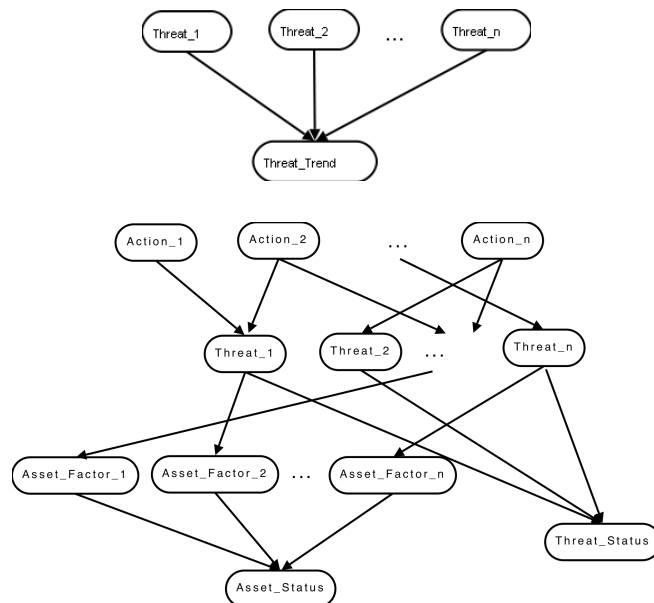 Threat_1 Threat_2 ... Threat_n
Threat_Trend
Action_1 Action_2 ... Action_n
Threat_1 Threat_2 ... Threat_n
Asset_Factor_1 Asset_Factor_2 ... Asset_Factor_n
Threat_Status
Asset_Status